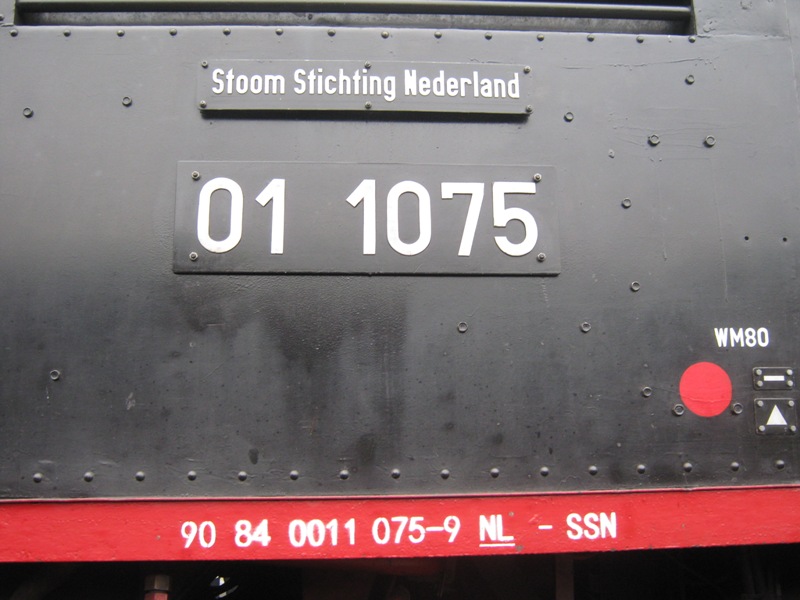 Stoom Stichting Nederland
01 1075
WM80
90 84 0011 075-9 NL - SSN